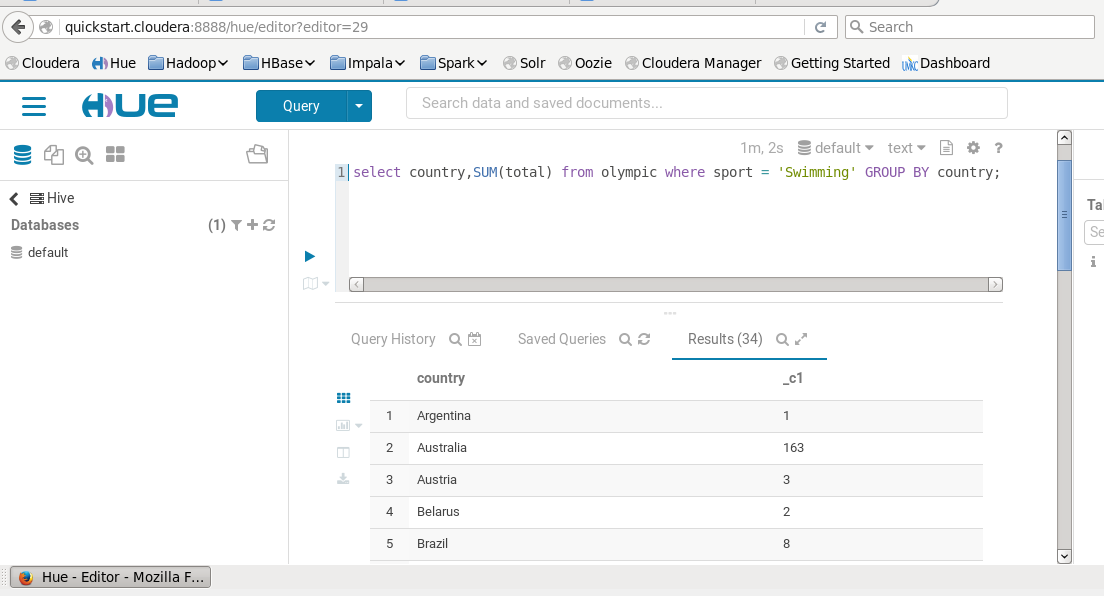 quickstart.cloudera:8888/hue/editor?editor=29
Search
Cloudera Hue Hadoop HBase Impala Spark Solr Oozie Cloudera Manager Getting Started Dashboard
HUE Query Search data and saved documents...
1m, 2s default text ?
1 select country,SUM(total) from olympic where sport = 'Swimming' GROUP BY country;
Hive
Databases (1)
default
Query History Saved Queries Results (34)
country _c1
1 Argentina 1
2 Australia 163
3 Austria 3
4 Belarus 2
5 Brazil 8
Ta
Se
i
Hue - Editor - Mozilla F...